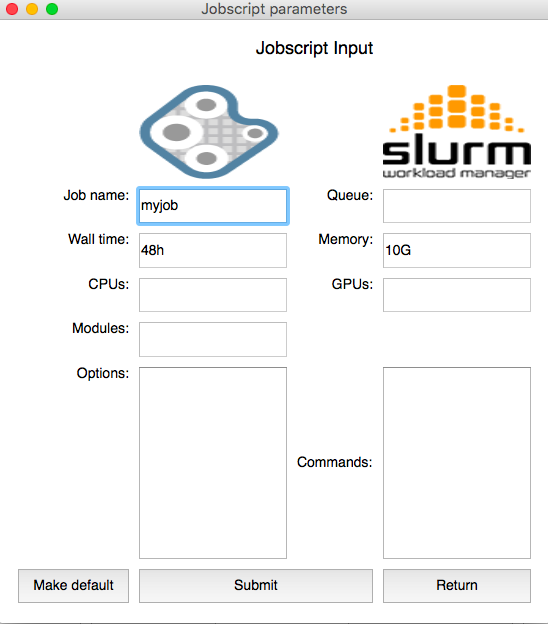 Jobscript parameters
Jobscript Input
slurm
workload manager
Job name: myjob Queue:
Wall time: 48h Memory: 10G
CPUs: GPUs:
Modules:
Options:
Commands:
Make default Submit Return